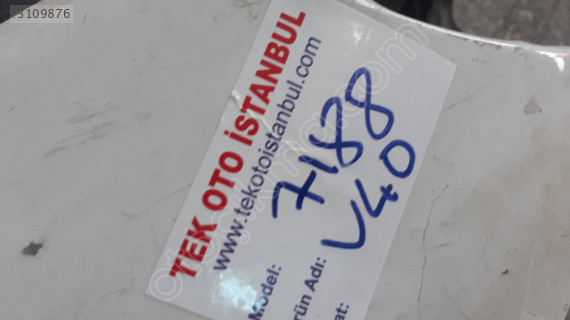 3109876
TEK OTO İSTANBUL
www.tekotoistanbul.com
Model: 7188
rün Adı: V40
at: